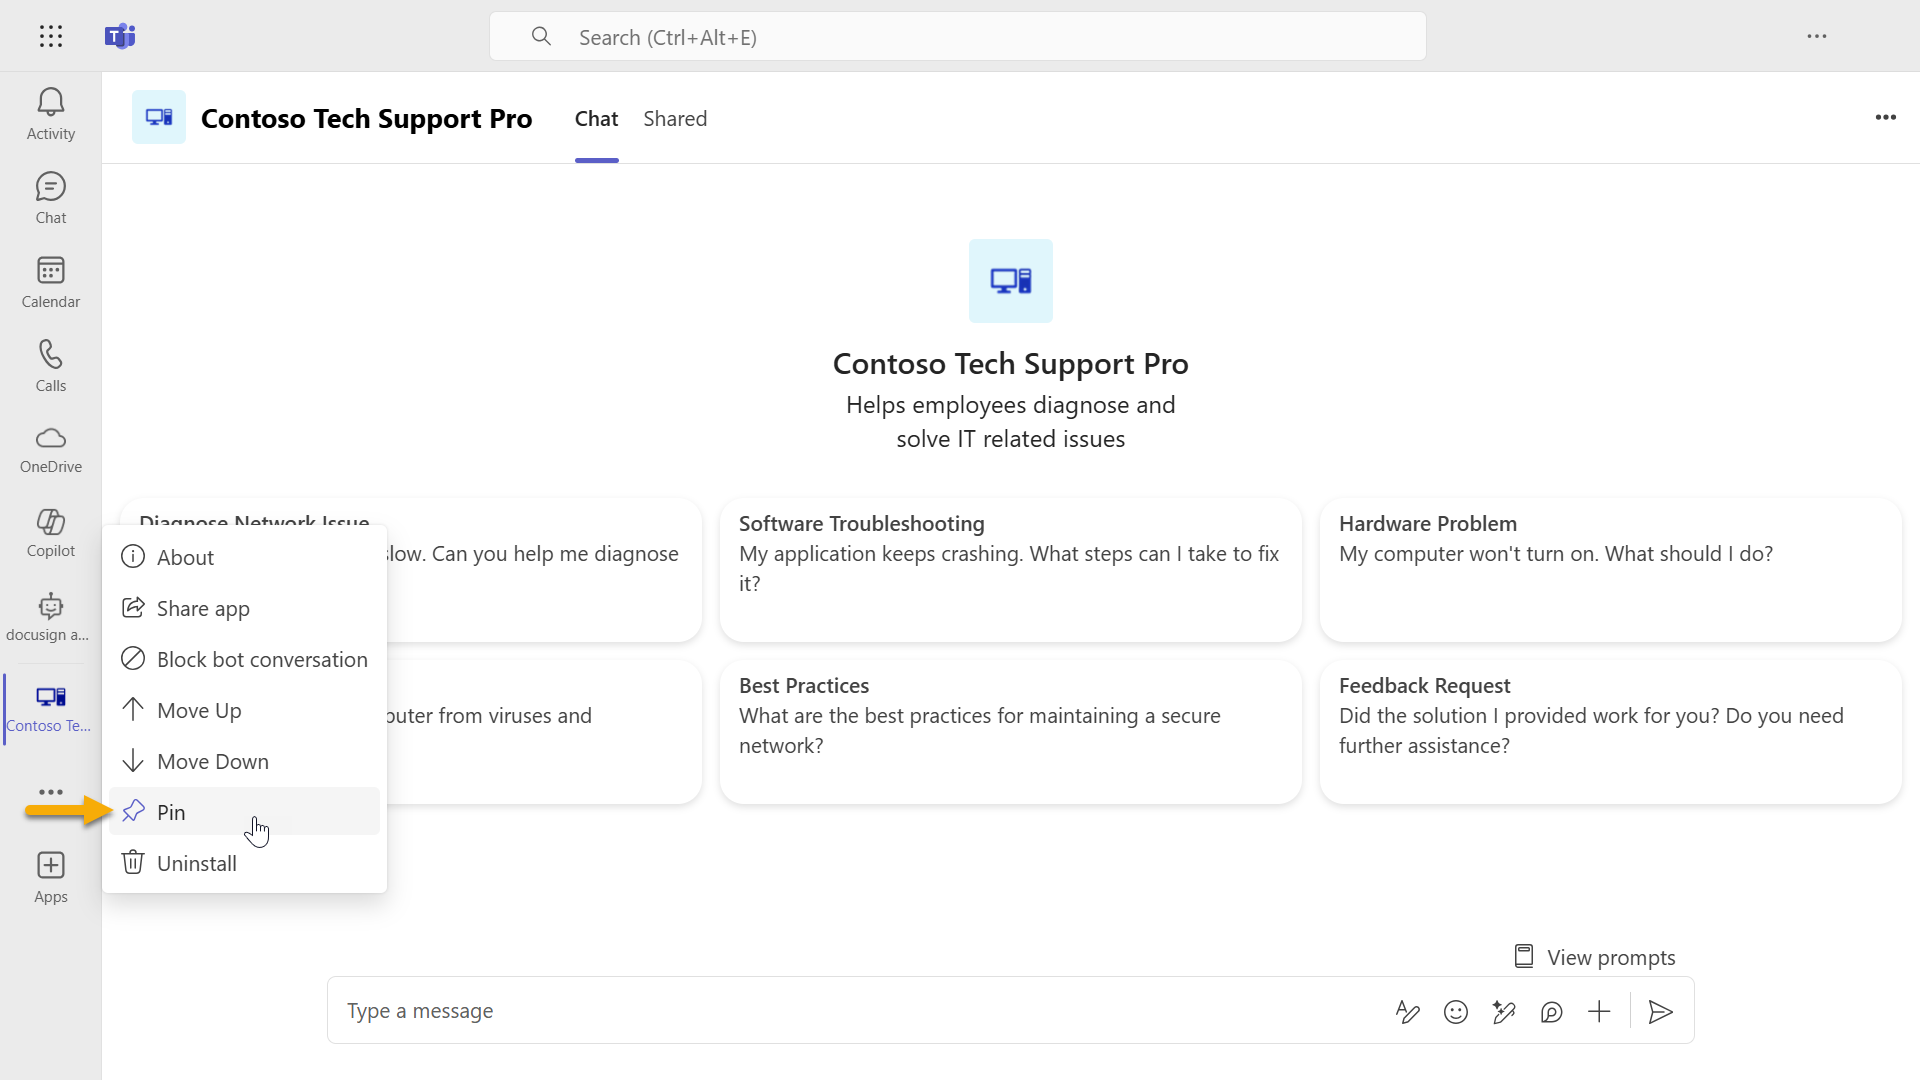 Search (Ctrl+Alt+E)
Activity
Chat
Calendar
Calls
OneDrive
Copilot
docusign a...
Contoso Te...
Apps
Contoso Tech Support Pro
Chat
Shared
Contoso Tech Support Pro
Helps employees diagnose and
solve IT related issues
Diagnose Network Issue
slow. Can you help me diagnose
Software Troubleshooting
My application keeps crashing. What steps can I take to fix
it?
Hardware Problem
My computer won't turn on. What should I do?
from viruses and
Best Practices
What are the best practices for maintaining a secure
network?
Feedback Request
Did the solution I provided work for you? Do you need
further assistance?
About
Share app
Block bot conversation
Move Up
Move Down
Pin
Uninstall
View prompts
Type a message